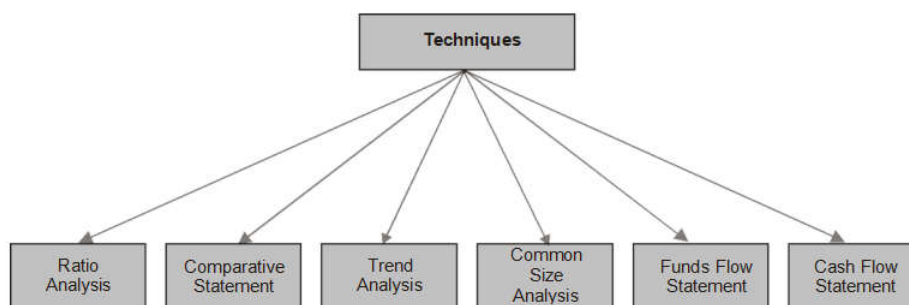 Techniques
Ratio
Analysis
Comparative
Statement
Trend
Analysis
Common
Size
Analysis
Funds Flow
Statement
Cash Flow
Statement